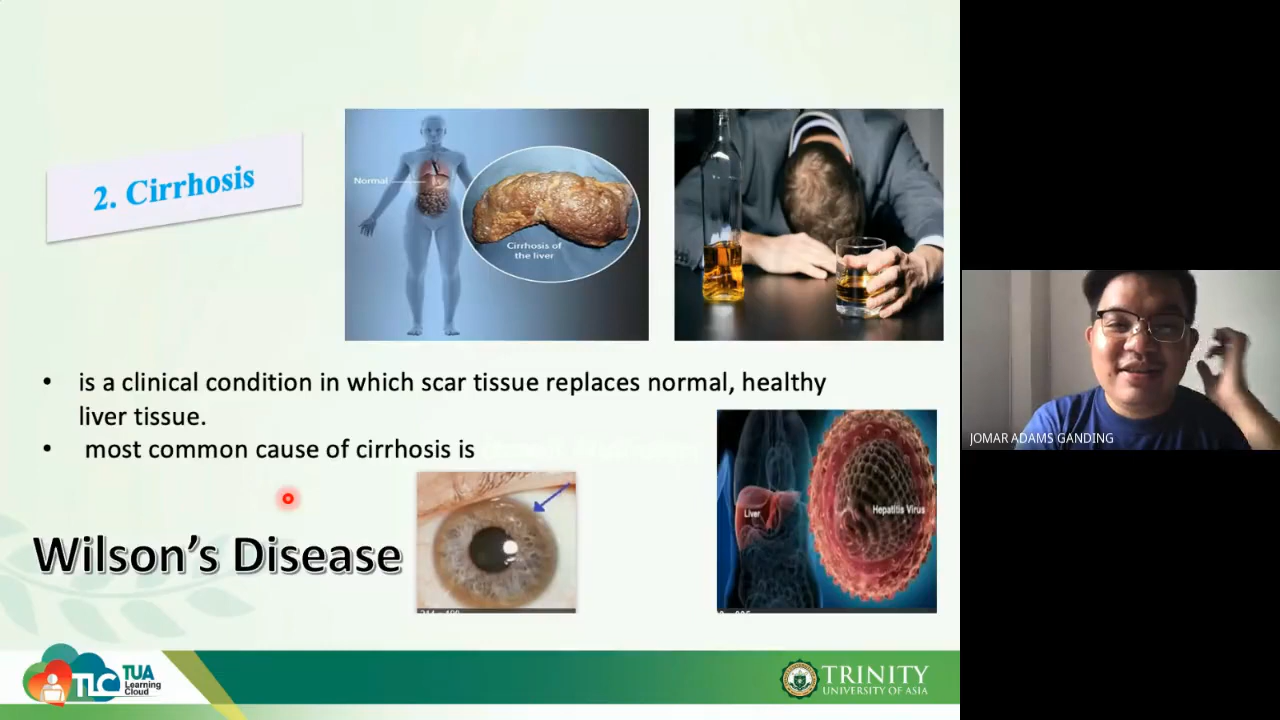 2. Cirrhosis
Normal
Cirrhosis of
the liver
• is a clinical condition in which scar tissue replaces normal, healthy
liver tissue.
• most common cause of cirrhosis is
Liver
Hepatitis Virus
Wilson’s Disease
JOMAR ADAMS GANDING
TLC
TUA
Learning
Cloud
TRINITY
UNIVERSITY OF ASIA